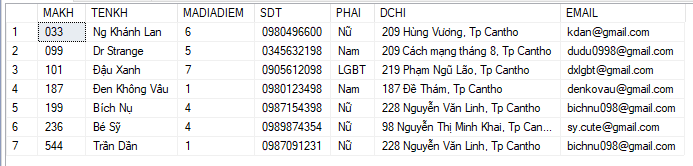 MAKH TENKH MADIADIEM SDT PHAI DCHI EMAIL
1 033 Ng Khánh Lan 6 0980496600 Nữ 209 Hùng Vương, Tp Cantho kdan@gmail.com
2 099 Dr Strange 5 0345632198 Nam 209 Cách mạng tháng 8, Tp Cantho dudu0998@gmail.com
3 101 Đậu Xanh 7 0905612098 LGBT 219 Phạm Ngũ Lão, Tp Cantho dxlgbt@gmail.com
4 187 Đen Không Vâu 1 0980123498 Nam 187 Đề Thám, Tp Cantho denkovau@gmail.com
5 199 Bích Nụ 4 0987154398 Nữ 228 Nguyễn Văn Linh, Tp Cantho bichnu098@gmail.com
6 236 Bé Sỹ 4 0989874354 Nữ 98 Nguyễn Thị Minh Khai, Tp Can... sy.cute@gmail.com
7 544 Trần Dần 1 0987091231 Nữ 228 Nguyễn Văn Linh, Tp Cantho bichnu098@gmail.com